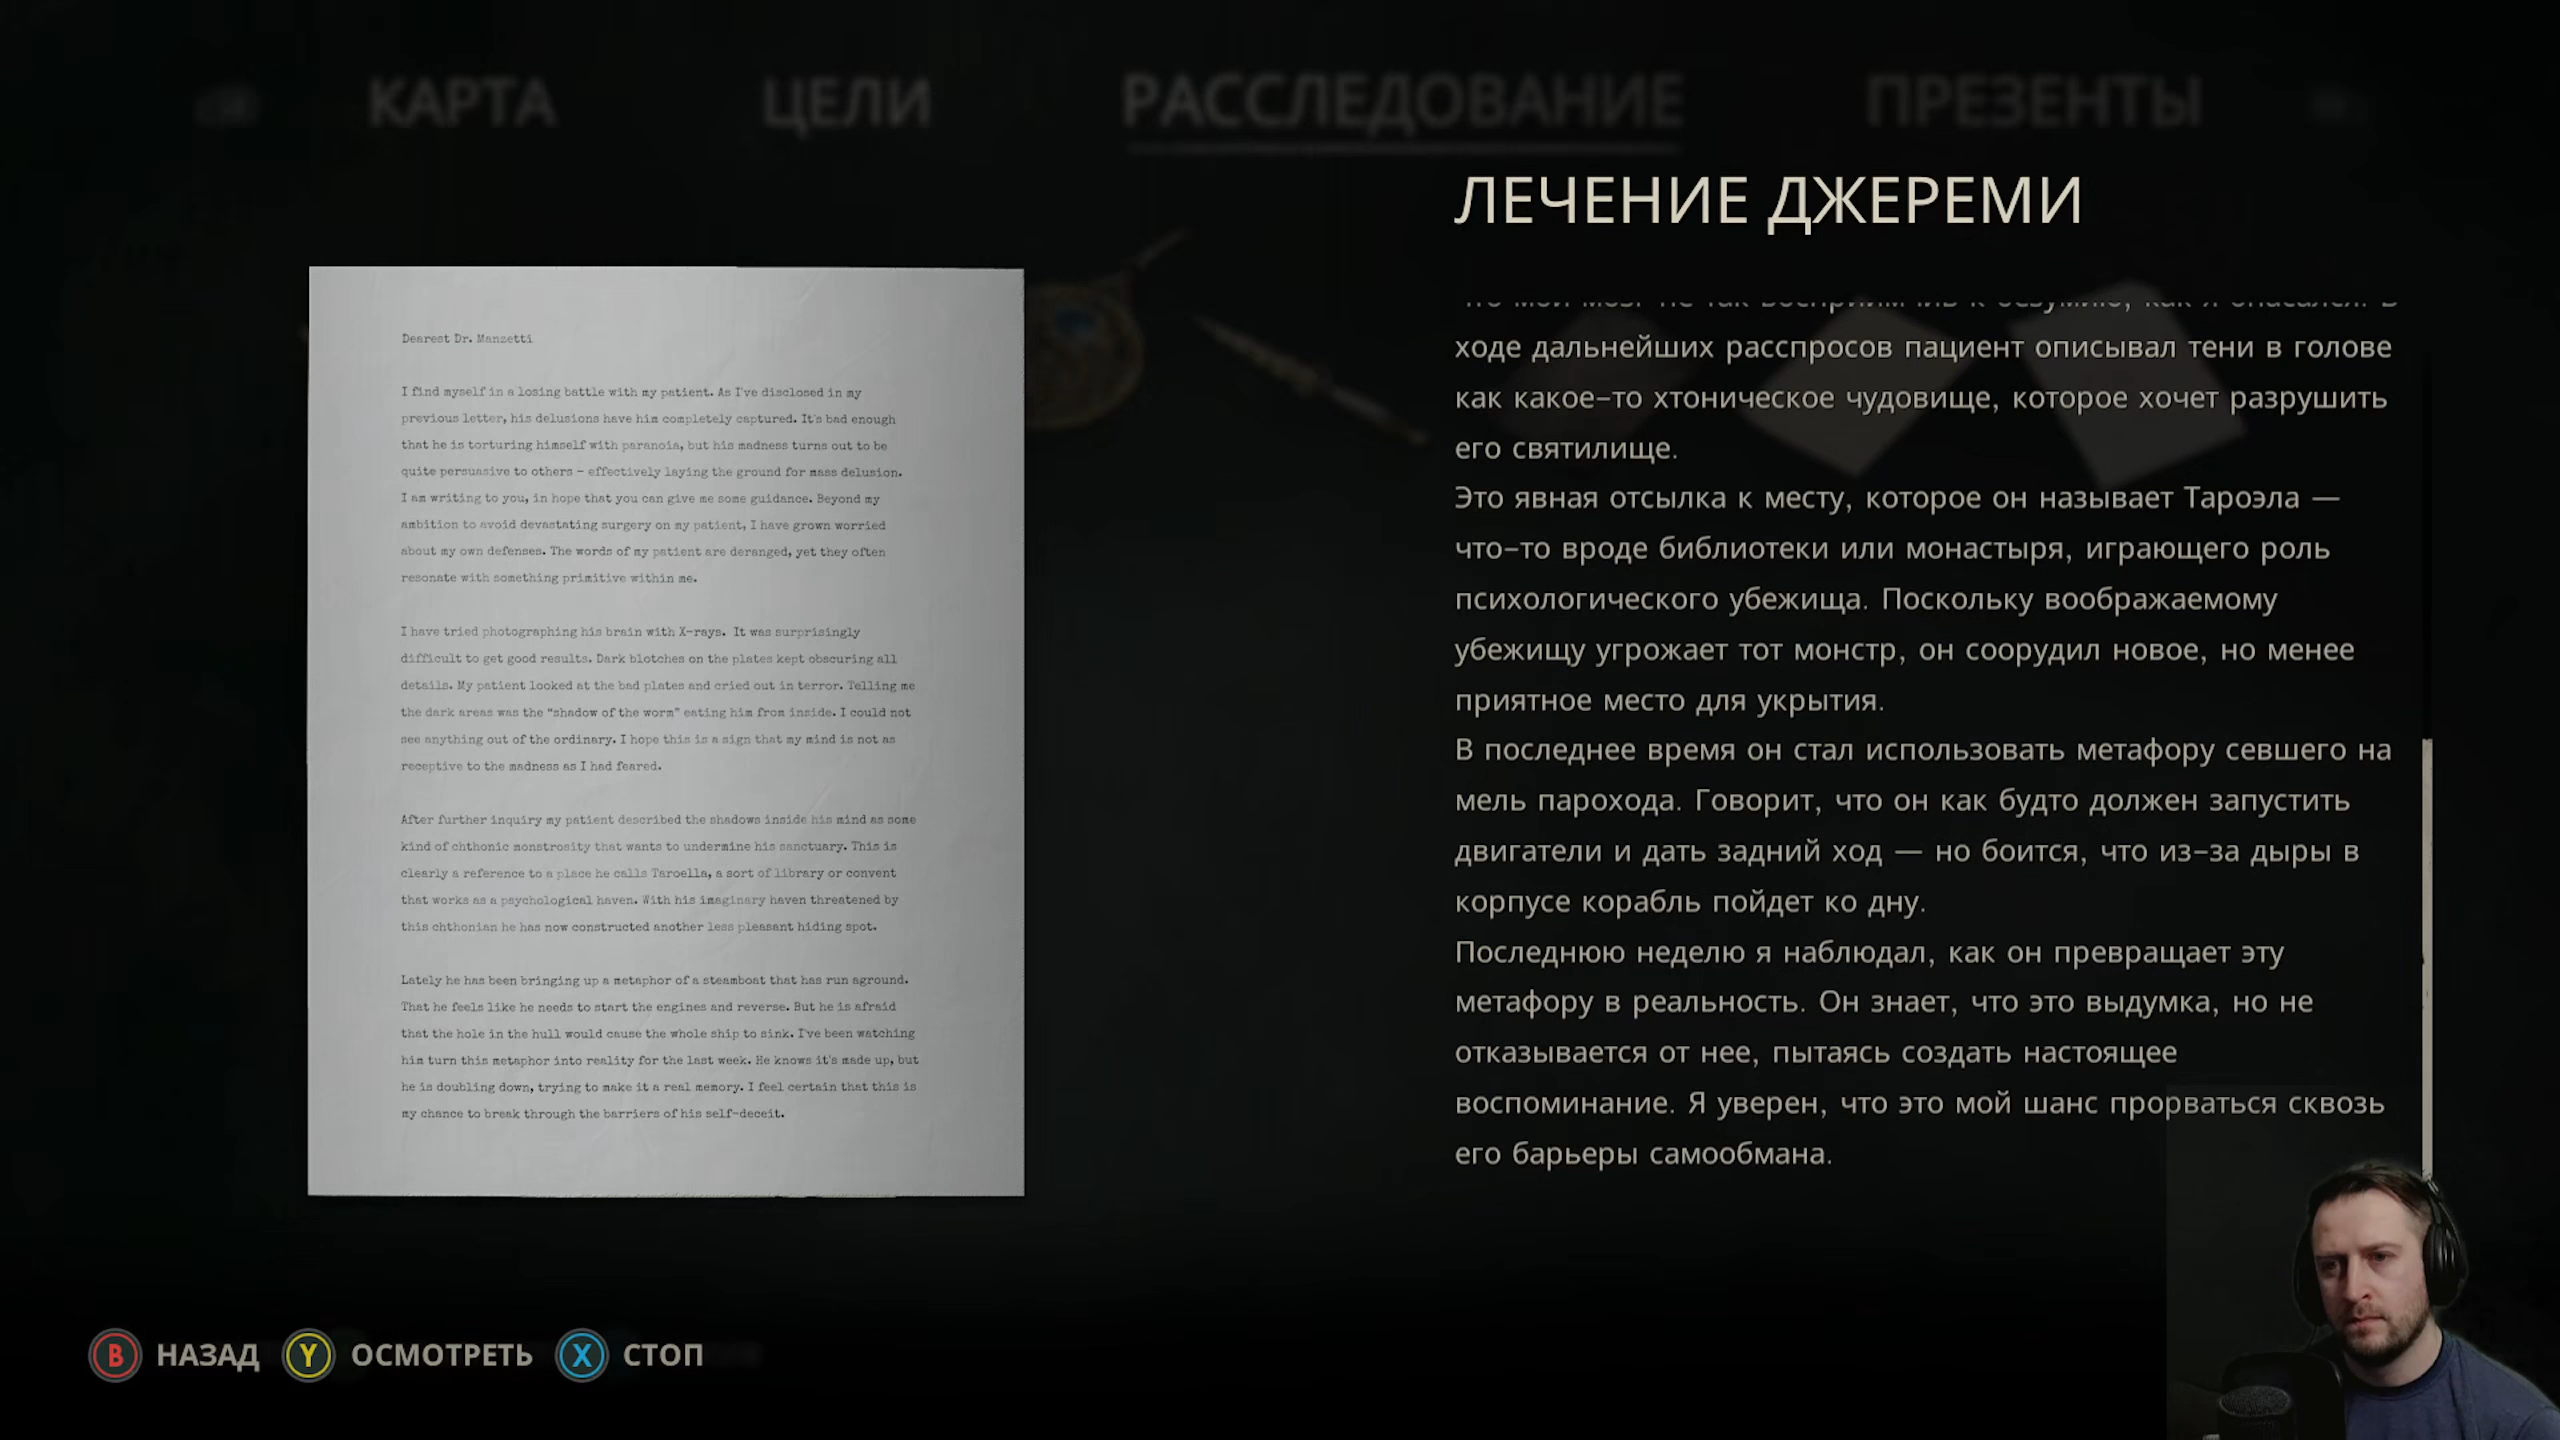 КАРТА
ЦЕЛИ
РАССЛЕДОВАНИЕ
ПРЕЗЕНТЫ
ЛЕЧЕНИЕ ДЖЕРЕМИ
Dearest Dr. Manzetti
I find myself in a losing battle with my patient. As I've disclosed in my
previous letter, his delusions have him completely captured. It's bad enough
that he is torturing himself with paranoia, but his madness turns out to be
quite persuasive to others – effectively laying the ground for mass delusion.
I am writing to you, in hope that you can give me some guidance. Beyond my
ambition to avoid devastating surgery on my patient, I have grown worried
about my own defenses. The words of my patient are deranged, yet they often
resonate with something primitive within me.
I have tried photographing his brain with X-rays. It was surprisingly
difficult to get good results. Dark blotches on the plates kept obscuring all
details. My patient looked at the bad plates and cried out in terror. Telling me
the dark areas was the "shadow of the worm" eating him from inside. I could not
see anything out of the ordinary. I hope this is a sign that my mind is not as
receptive to the madness as I had feared.
After further inquiry my patient described the shadows inside his mind as some
kind of chthonic monstrosity that wants to undermine his sanctuary. This is
clearly a reference to a place he calls Taroella, a sort of library or convent
that works as a psychological haven. With his imaginary haven threatened by
this chthonian he has now constructed another less pleasant hiding spot.
Lately he has been bringing up a metaphor of a steamboat that has run aground.
That he feels like he needs to start the engines and reverse. But he is afraid
that the hole in the hull would cause the whole ship to sink. I've been watching
him turn this metaphor into reality for the last week. He knows it's made up, but
he is doubling down, trying to make it a real memory. I feel certain that this is
my chance to break through the barriers of his self-deceit.
что мой мозг не так восприимчив к безумию, как я опасался. В
ходе дальнейших расспросов пациент описывал тени в голове
как какое-то хтоническое чудовище, которое хочет разрушить
его святилище.
Это явная отсылка к месту, которое он называет Тароэла —
что-то вроде библиотеки или монастыря, играющего роль
психологического убежища. Поскольку воображаемому
убежищу угрожает тот монстр, он соорудил новое, но менее
приятное место для укрытия.
В последнее время он стал использовать метафору севшего на
мель парохода. Говорит, что он как будто должен запустить
двигатели и дать задний ход — но боится, что из-за дыры в
корпусе корабль пойдет ко дну.
Последнюю неделю я наблюдал, как он превращает эту
метафору в реальность. Он знает, что это выдумка, но не
отказывается от нее, пытаясь создать настоящее
воспоминание. Я уверен, что это мой шанс прорваться сквозь
его барьеры самообмана.
B НАЗАД Y ОСМОТРЕТЬ X СТОП